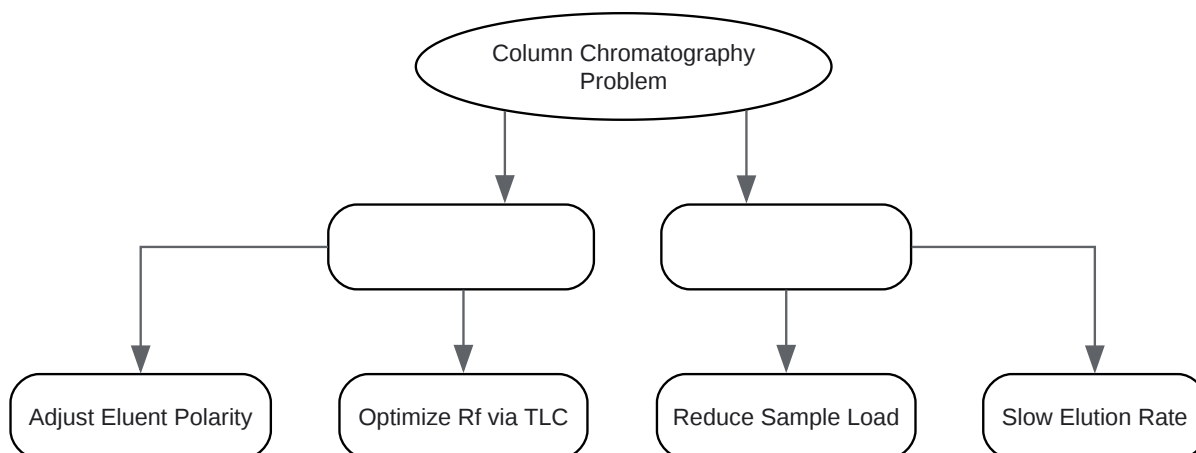 Column Chromatography
Problem
Adjust Eluent Polarity
Optimize Rf via TLC
Reduce Sample Load
Slow Elution Rate